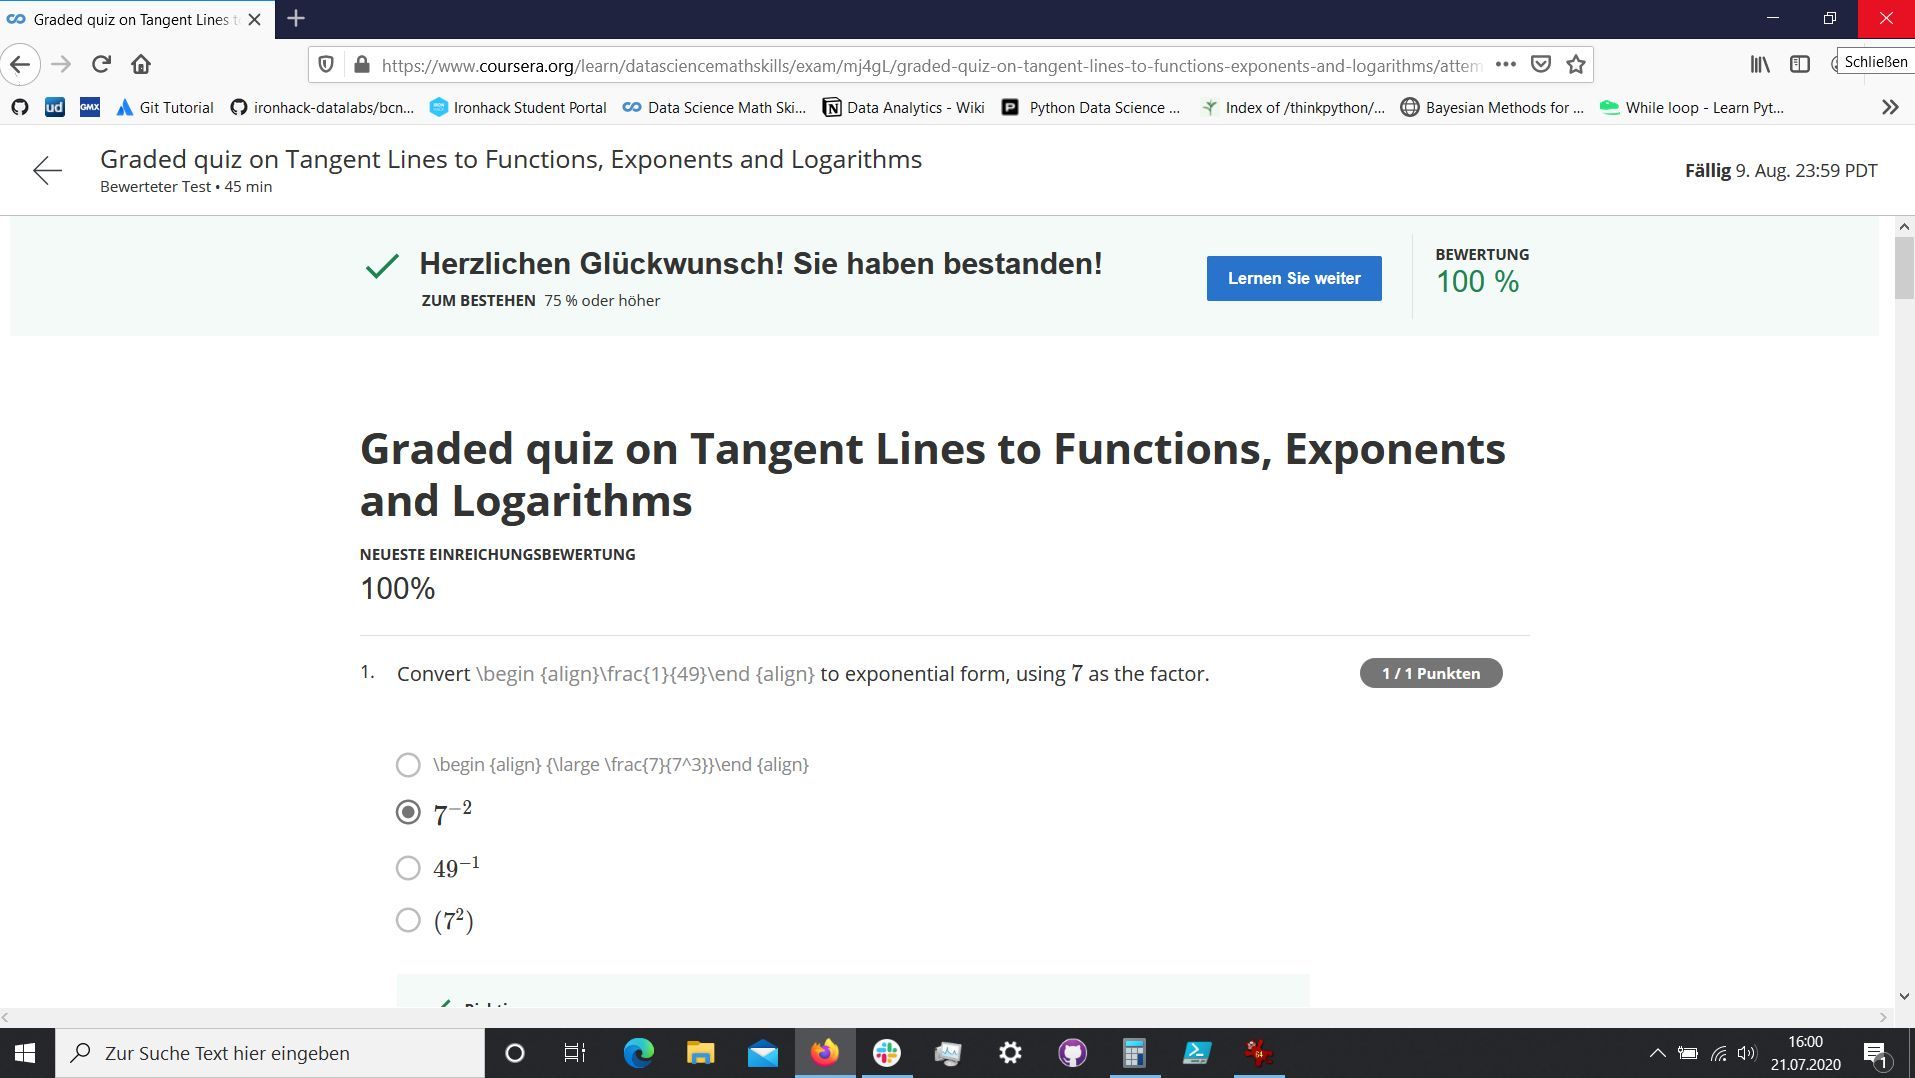 Graded quiz on Tangent Lines t
https://www.coursera.org/learn/datasciencemathskills/exam/mj4gL/graded-quiz-on-tangent-lines-to-functions-exponents-and-logarithms/attem
Schließen
ud GMX Git Tutorial ironhack-datalabs/bcn... Ironhack Student Portal Data Science Math Ski... Data Analytics - Wiki Python Data Science ... Index of /thinkpython/... Bayesian Methods for ... While loop - Learn Pyt...
Graded quiz on Tangent Lines to Functions, Exponents and Logarithms
Bewerteter Test • 45 min
Fällig 9. Aug. 23:59 PDT
Herzlichen Glückwunsch! Sie haben bestanden!
ZUM BESTEHEN 75 % oder höher
Lernen Sie weiter
BEWERTUNG
100 %
Graded quiz on Tangent Lines to Functions, Exponents
and Logarithms
NEUESTE EINREICHUNGSBEWERTUNG
100%
1. Convert \begin {align}\frac{1}{49}\end {align} to exponential form, using 7 as the factor.
1 / 1 Punkten
\begin {align} {\large \frac{7}{7^3}}\end {align}
7⁻²
49⁻¹
(7²)
Zur Suche Text hier eingeben
64
16:00
21.07.2020
1